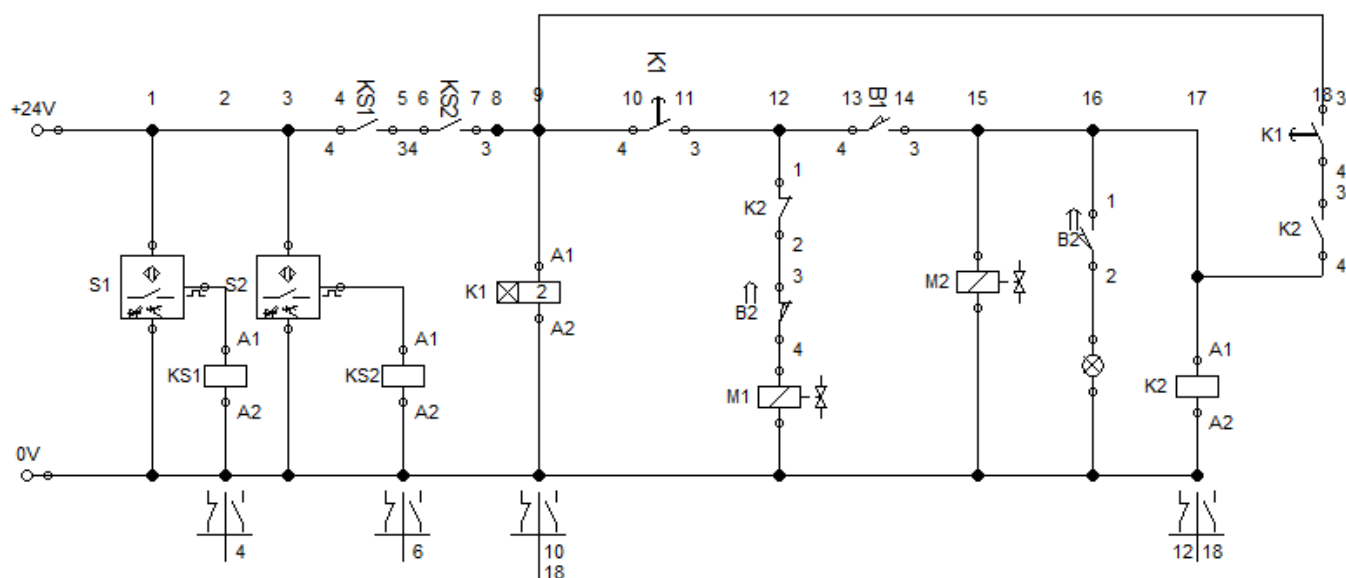 K1
KS1 KS2 B1
1 2 3 4 5 6 7 8 9 10 11 12 13 14 15 16 17 18 3
+24V
4 34 3 4 3 4 3
K1
4
1 1
3
K2 B2 K2
2 2 4
A1 3
S1 S2 K1 2 B2 M2
A2
4
A1 A1 A1
KS1 KS2 M1 K2
A2 A2 A2
0V
4 6 10 12 18
18